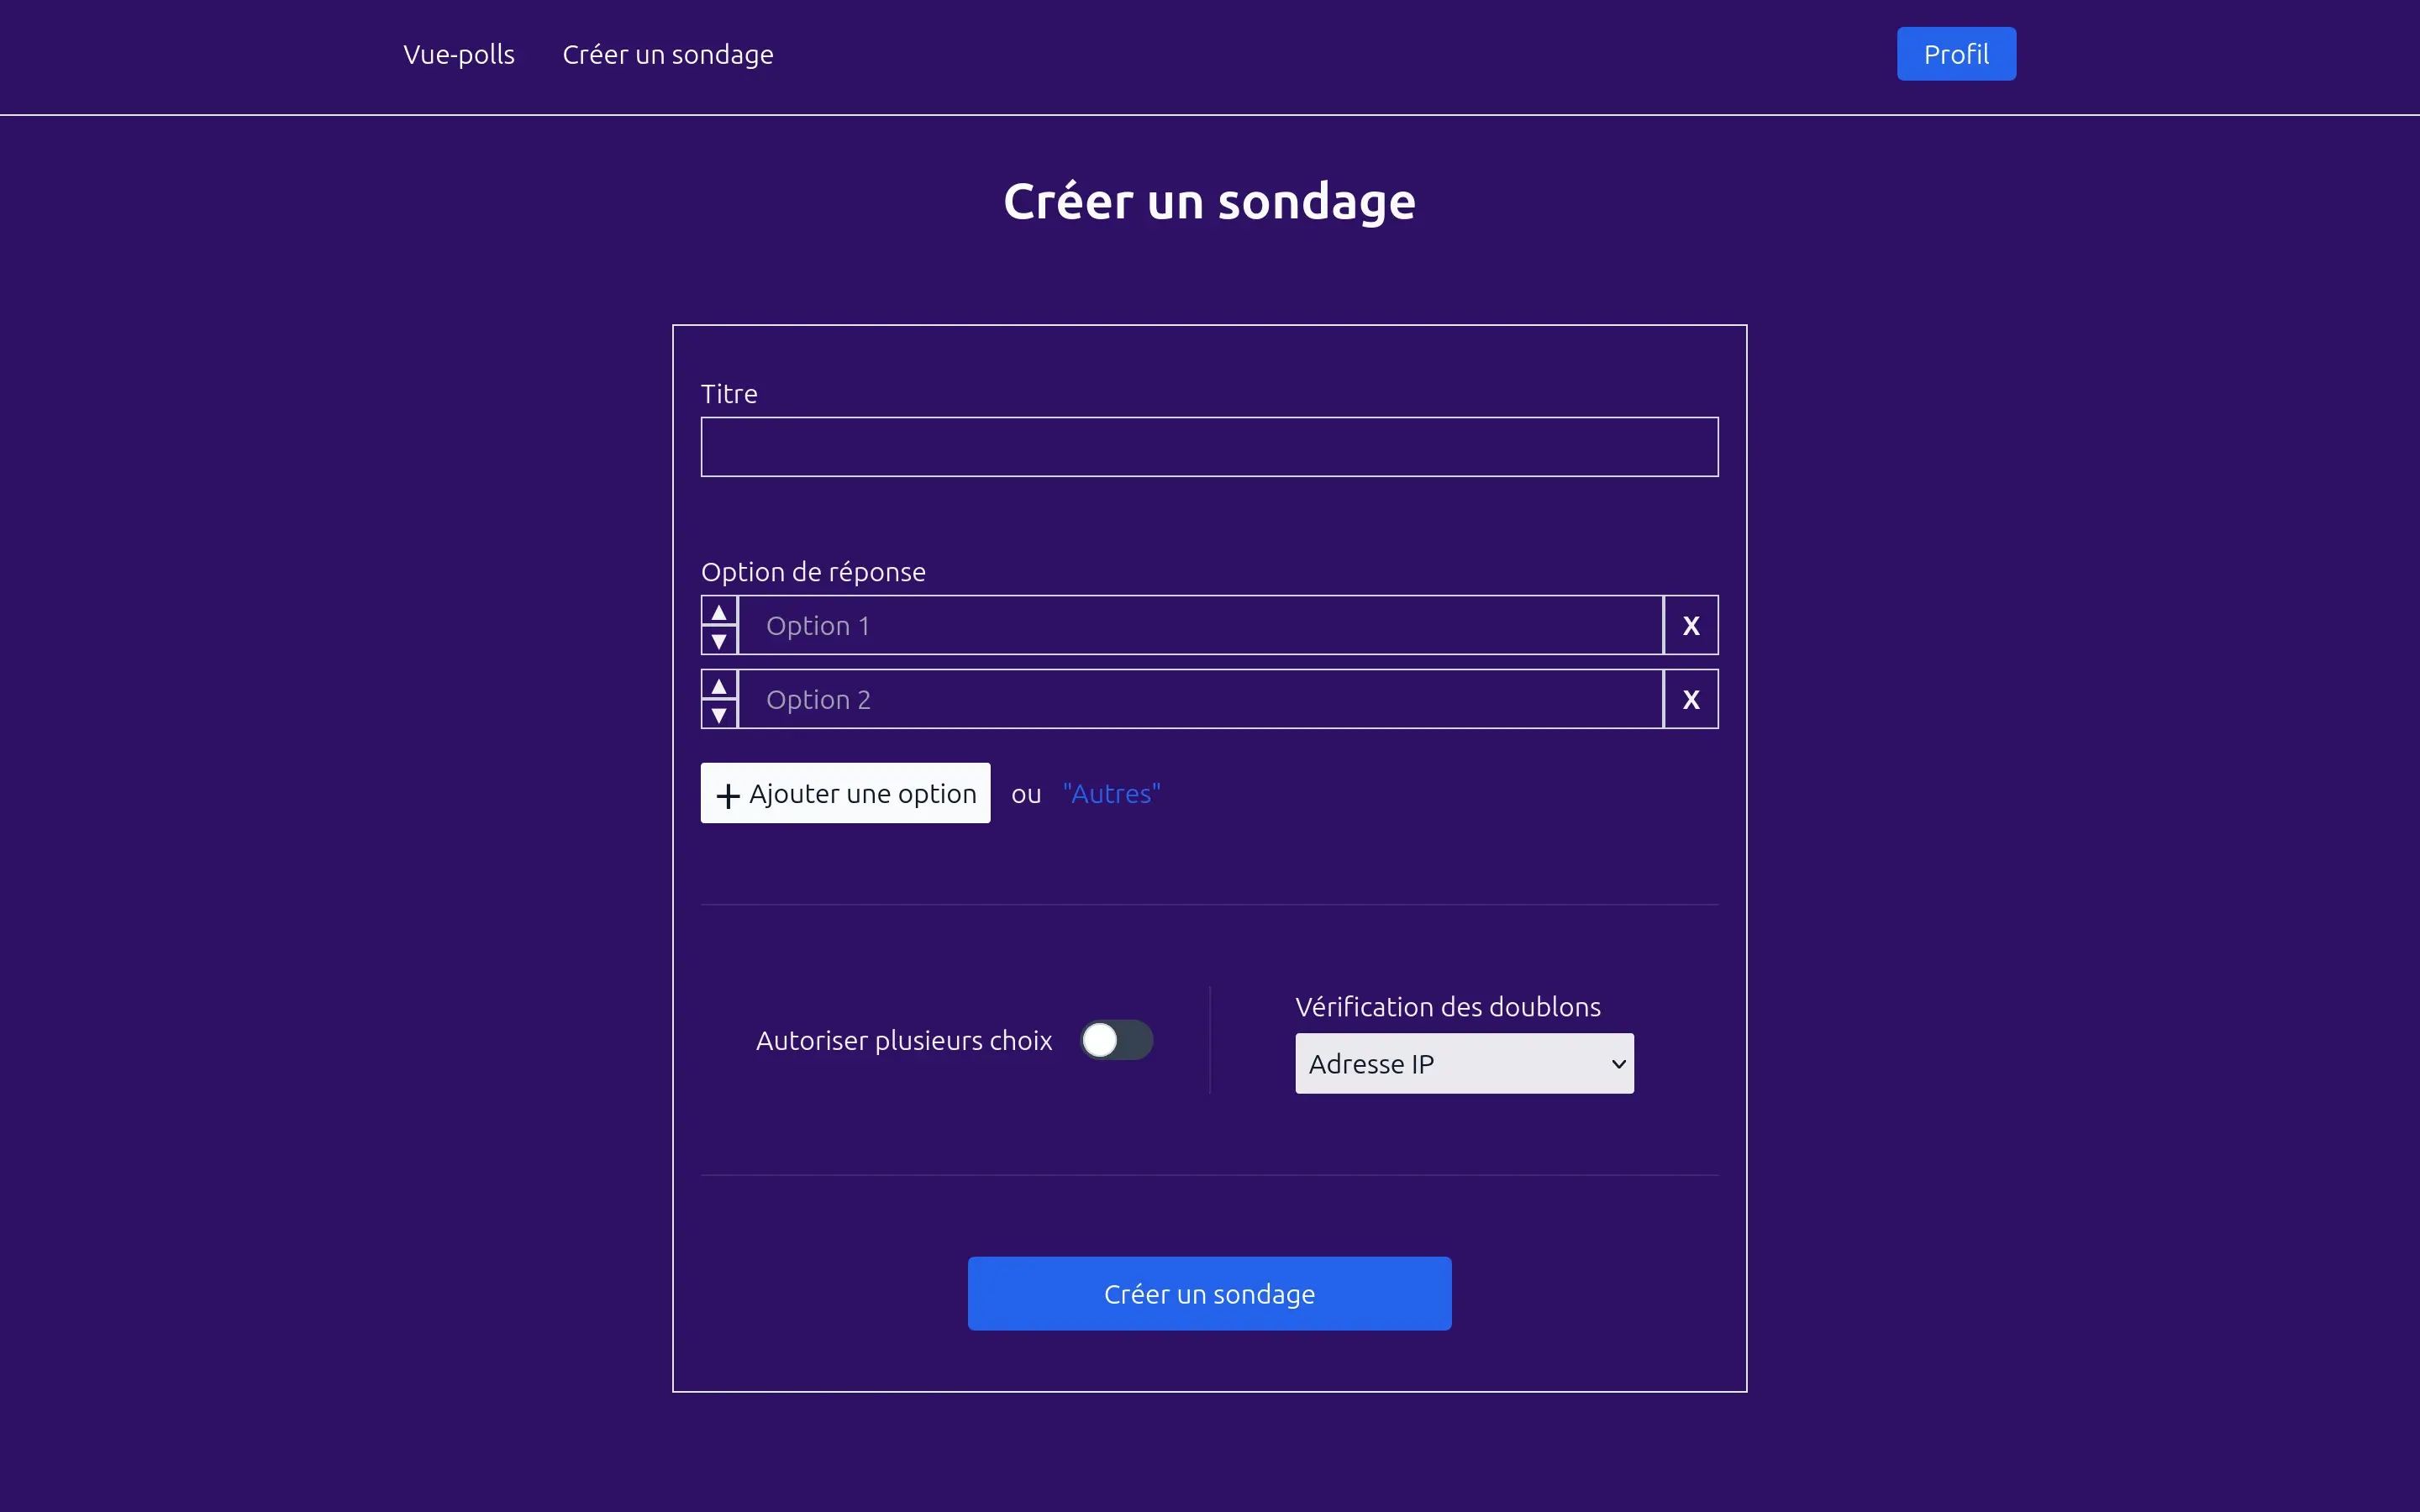 Vue-polls Créer un sondage Profil
Créer un sondage
Titre
Option de réponse
▲
▼
Option 1 X
▲
▼
Option 2 X
+ Ajouter une option ou "Autres"
Vérification des doublons
Autoriser plusieurs choix
Adresse IP
Créer un sondage